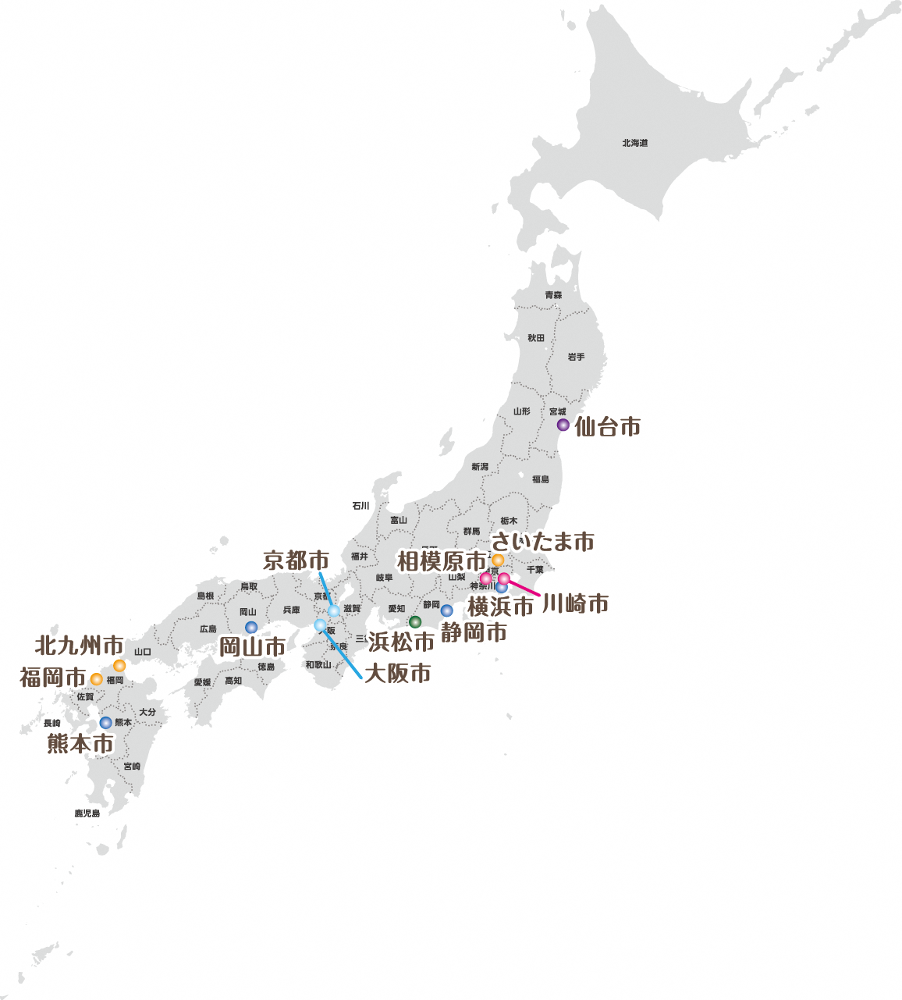 北海道
青森
秋田
岩手
山形
宮城
仙台市
新潟
福島
石川
富山
栃木
群馬
さいたま市
福井
京都市
相模原市
千葉
岐阜
山梨
神奈川
鳥取
島根
京都
岡山
兵庫
滋賀
愛知
静岡
横浜市
川崎市
広島
静岡市
浜松市
岡山市
北九州市
山口
奈良
和歌山
徳島
大阪市
福岡市
福岡
愛媛
高知
佐賀
大分
長崎
熊本
熊本市
宮崎
鹿児島